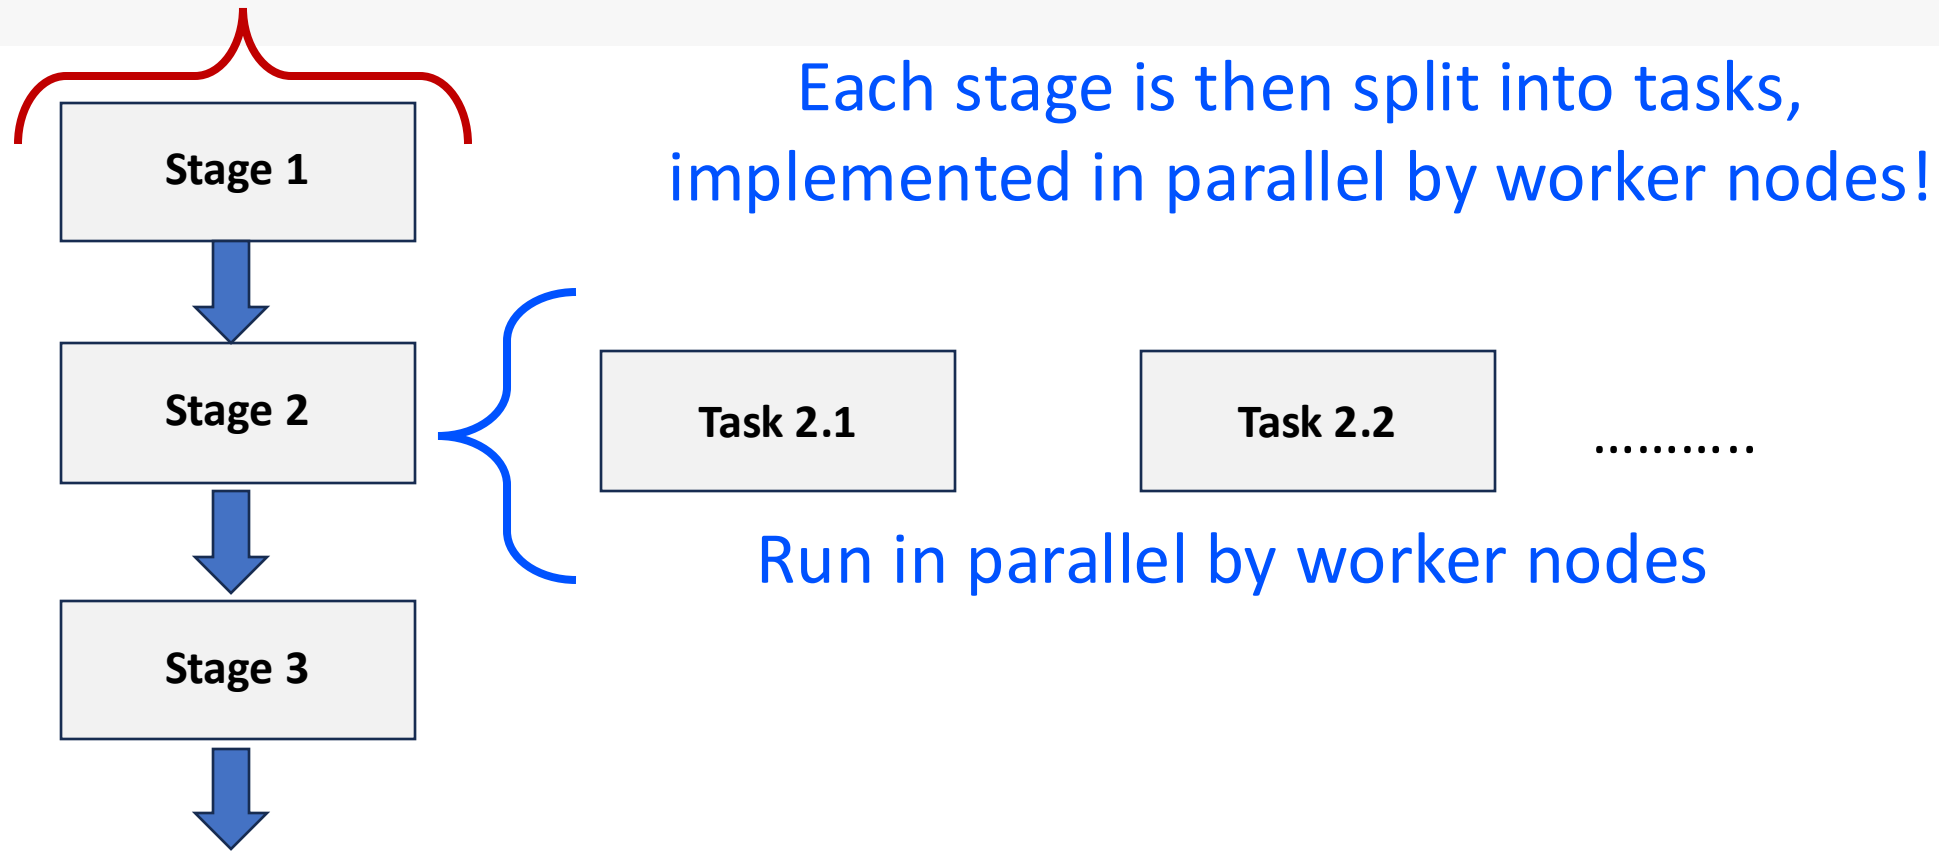 Each stage is then split into tasks,
implemented in parallel by worker nodes!
Stage 1
Stage 2
Task 2.1
Task 2.2
………..
Run in parallel by worker nodes
Stage 3